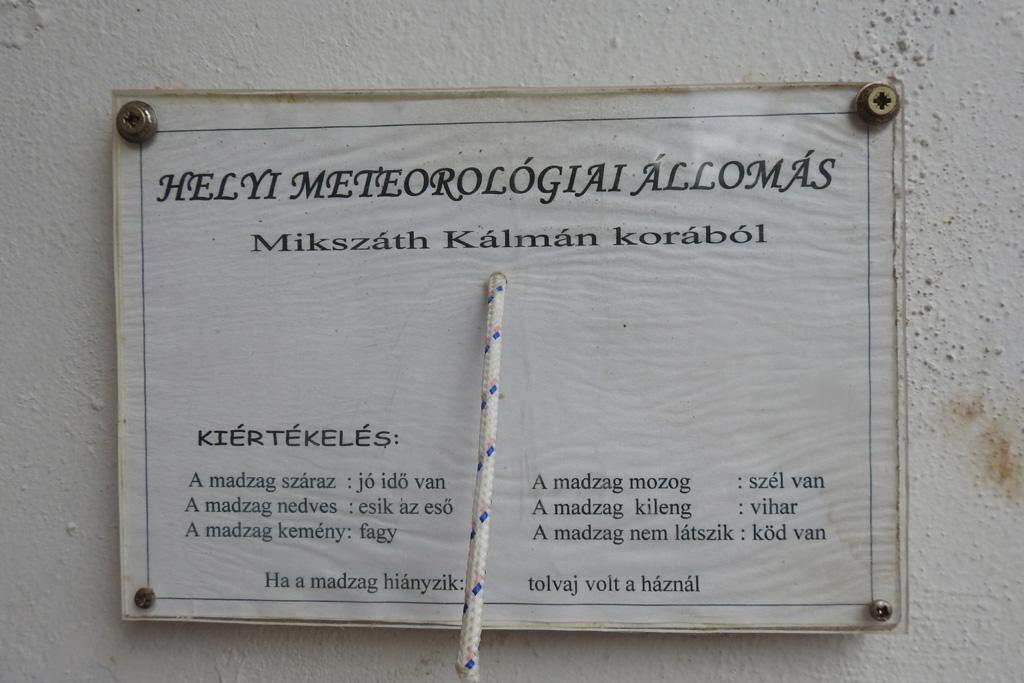 HELYI METEOROLÓGIAI ÁLLOMÁS
Mikszáth Kálmán korából
KIÉRTÉKELÉS:
A madzag száraz : jó idő van
A madzag nedves : esik az eső
A madzag kemény: fagy
A madzag mozog : szél van
A madzag kileng : vihar
A madzag nem látszik : köd van
Ha a madzag hiányzik: tolvaj volt a háznál